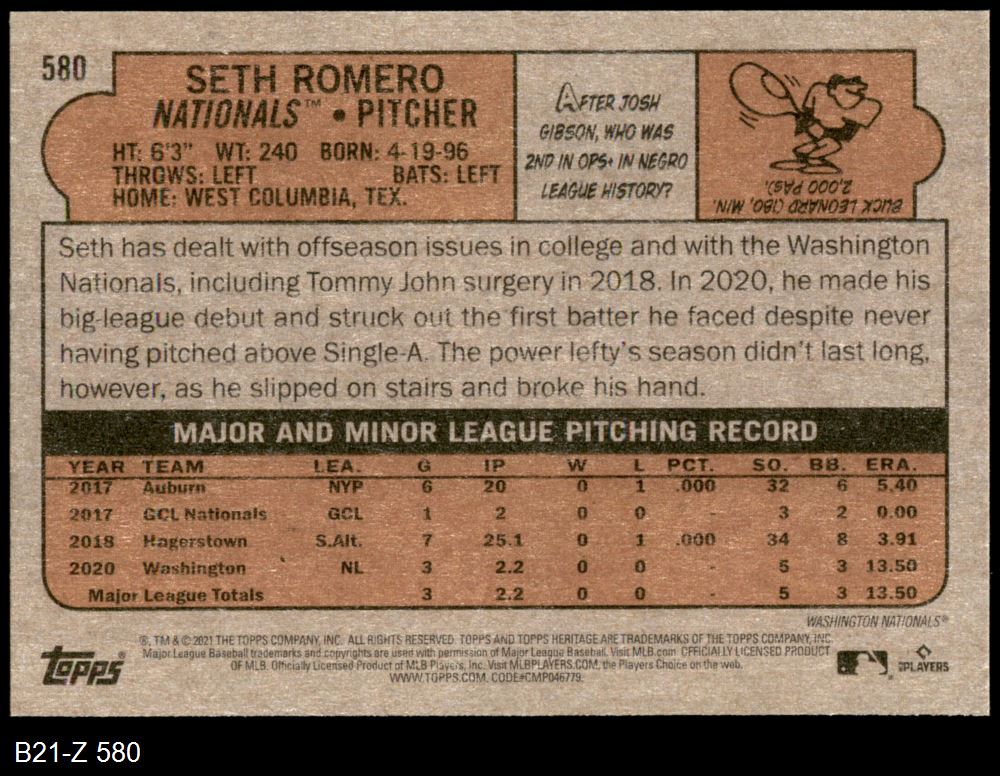 580
SETH ROMERO
NATIONALS™ • PITCHER
HT: 6'3" WT: 240 BORN: 4-19-96
THROWS: LEFT BATS: LEFT
HOME: WEST COLUMBIA, TEX.
AFTER JOSH
GIBSON, WHO WAS
2ND IN OPS+ IN NEGRO
LEAGUE HISTORY?
BUCK LEONARD (180, MIN.
2,000 PAs).
Seth has dealt with offseason issues in college and with the Washington
Nationals, including Tommy John surgery in 2018. In 2020, he made his
big-league debut and struck out the first batter he faced despite never
having pitched above Single-A. The power lefty's season didn't last long,
however, as he slipped on stairs and broke his hand.
MAJOR AND MINOR LEAGUE PITCHING RECORD
YEAR TEAM LEA. G IP W L PCT. SO. BB. ERA.
2017 Auburn NYP 6 20 0 1 .000 32 6 5.40
2017 GCL Nationals GCL 1 2 0 0 - 3 2 0.00
2018 Hagerstown S.Alt. 7 25.1 0 1 .000 34 8 3.91
2020 Washington NL 3 2.2 0 0 - 5 3 13.50
Major League Totals 3 2.2 0 0 - 5 3 13.50
WASHINGTON NATIONALS®
®, TM & © 2021 THE TOPPS COMPANY, INC. ALL RIGHTS RESERVED. TOPPS AND TOPPS HERITAGE ARE TRADEMARKS OF THE TOPPS COMPANY, INC.
Major League Baseball trademarks and copyrights are used with permission of Major League Baseball. Visit MLB.com OFFICIALLY LICENSED PRODUCT
OF MLB. Officially Licensed Product of MLB Players, Inc. Visit MLBPLAYERS.COM, the Players Choice on the web.
WWW.TOPPS.COM. CODE#CMP046779.
Topps®
PLAYERS
B21-Z 580